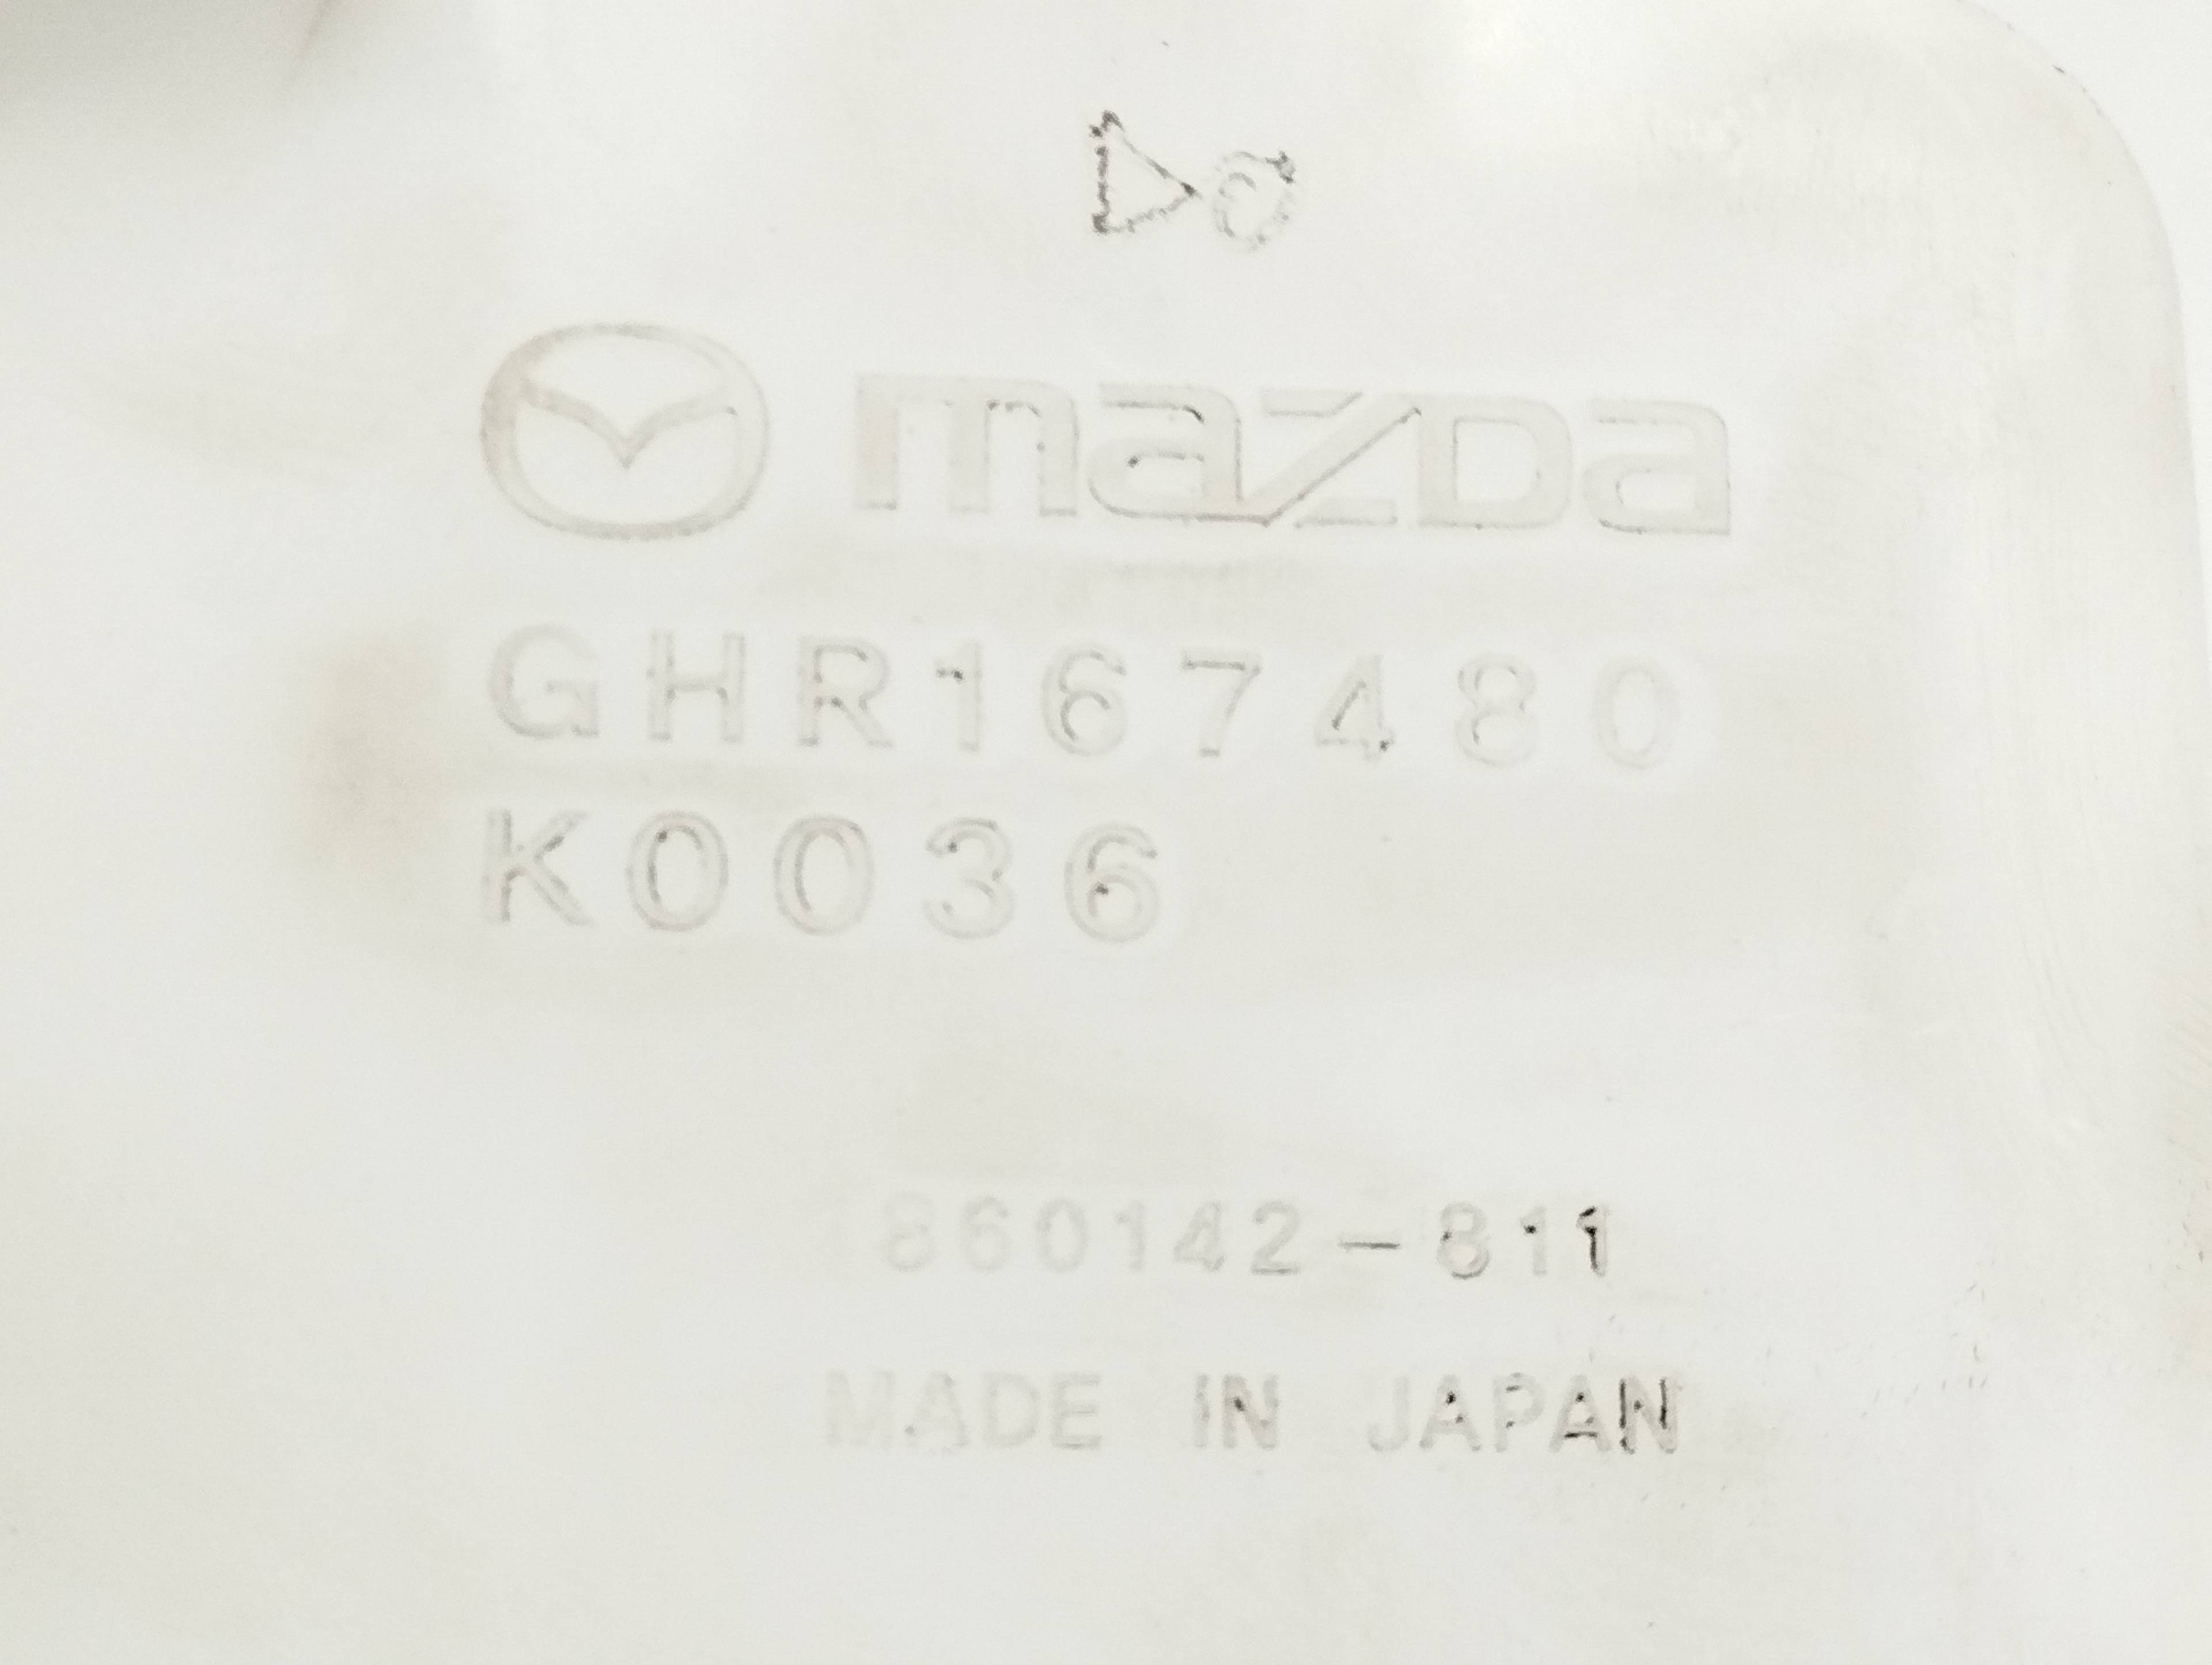 mazda
GHR167480
K0036
860142-811
MADE IN JAPAN